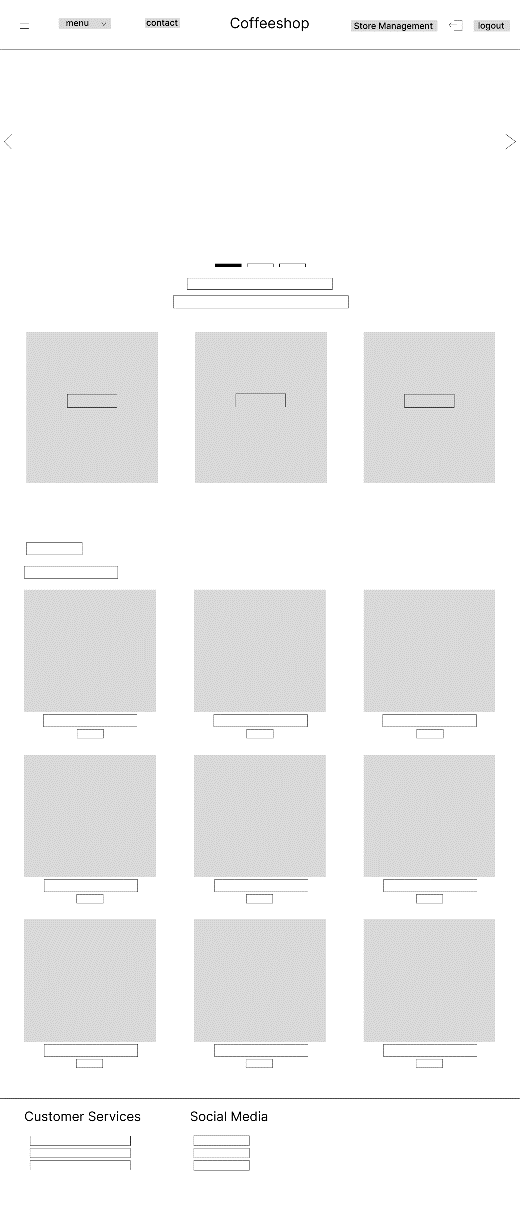 menu
contact
Coffeeshop
Store Management
logout
Customer Services
Social Media